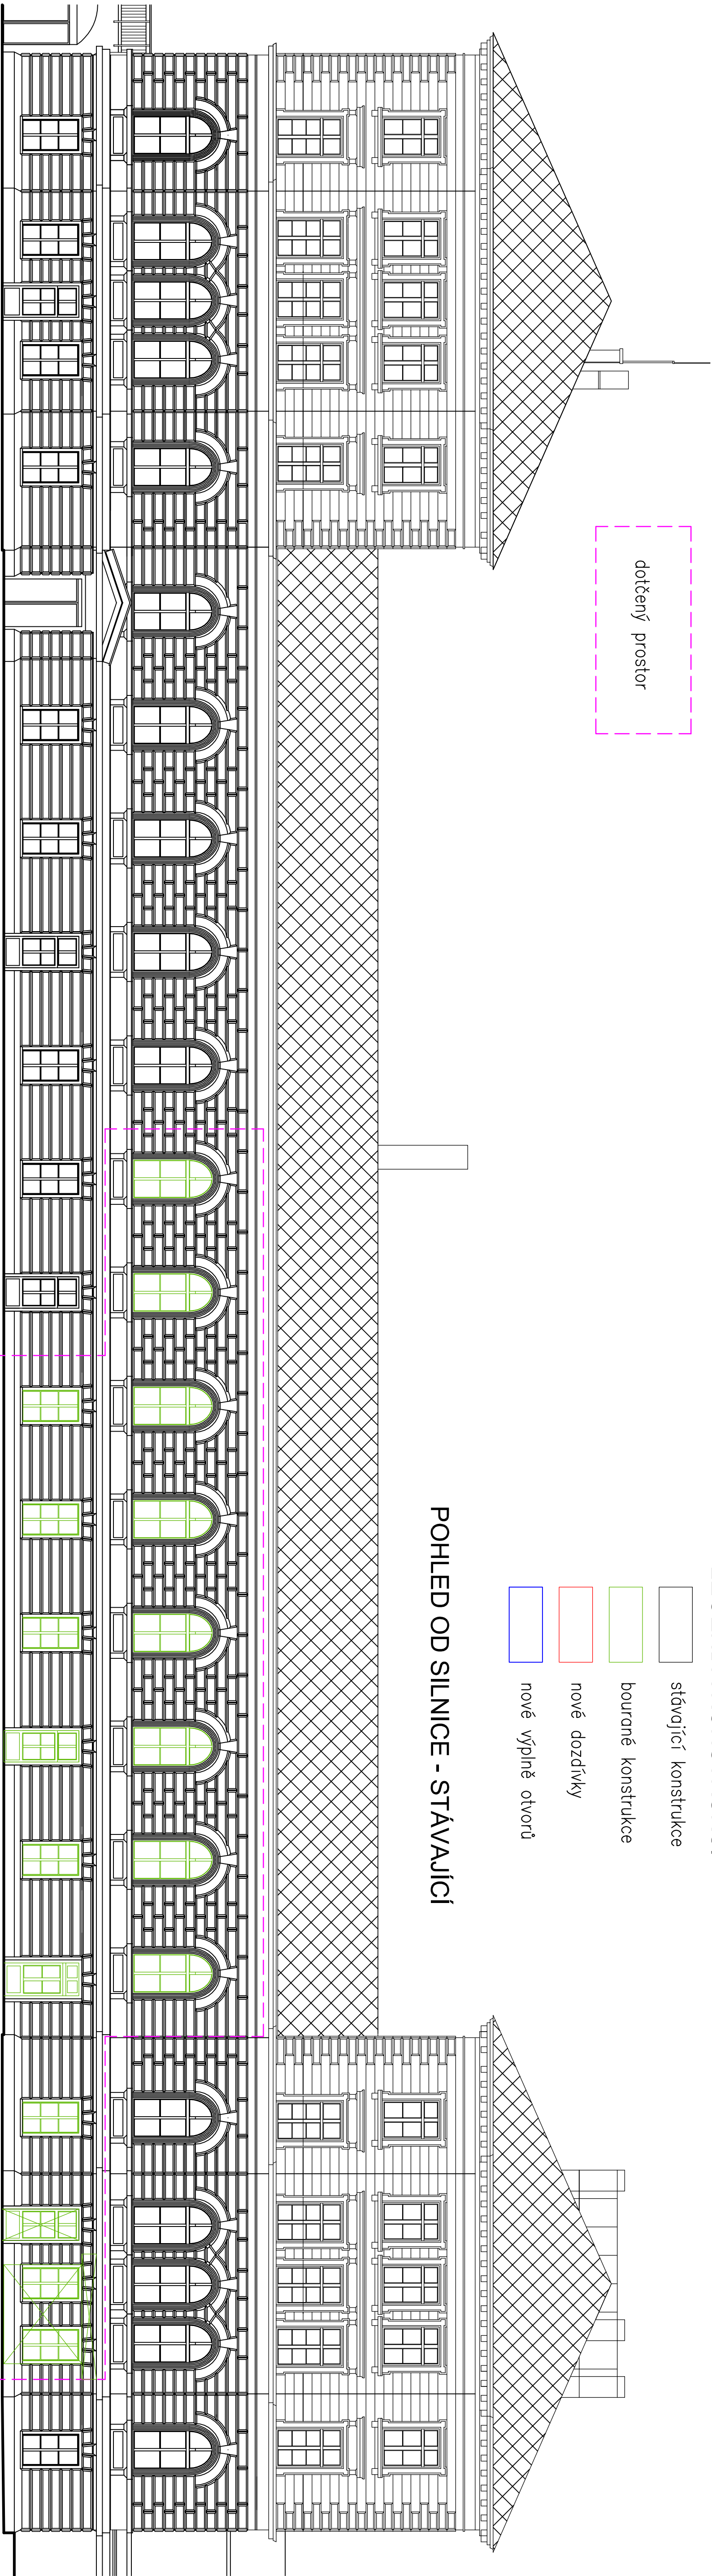 stávající konstrukce
bourané konstrukce
nové dozdívky
nové výplně otvorů
POHLED OD SILNICE - STÁVAJÍCÍ
dotčený prostor